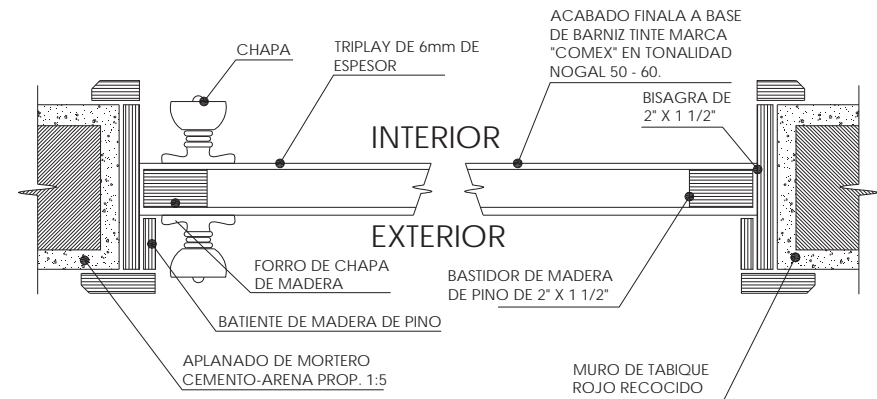 CHAPA
TRIPLAY DE 6mm DE
ESPESOR
ACABADO FINALA A BASE
DE BARNIZ TINTE MARCA
"COMEX" EN TONALIDAD
NOGAL 50 - 60.
BISAGRA DE
2" X 1 1/2"
INTERIOR
EXTERIOR
FORRO DE CHAPA
DE MADERA
BASTIDOR DE MADERA
DE PINO DE 2" X 1 1/2"
BATIENTE DE MADERA DE PINO
APLANADO DE MORTERO
CEMENTO-ARENA PROP. 1:5
MURO DE TABIQUE
ROJO RECOCIDO